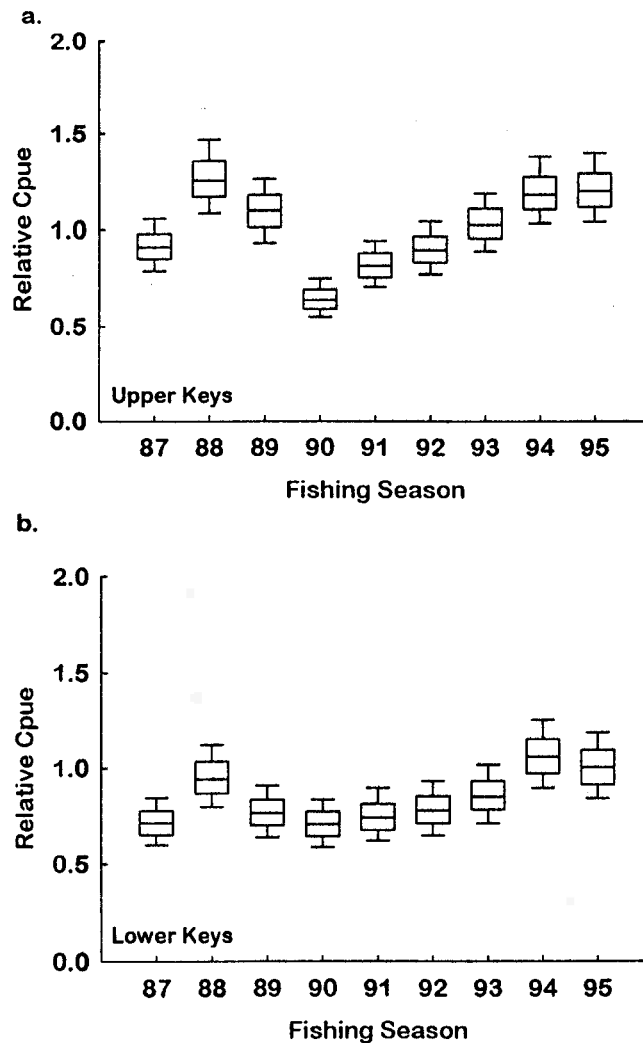 a.
2.0
1.5
1.0
0.5
0.0
Relative Cpue
Upper Keys
87 88 89 90 91 92 93 94 95
Fishing Season
b.
2.0
1.5
1.0
0.5
0.0
Relative Cpue
Lower Keys
87 88 89 90 91 92 93 94 95
Fishing Season